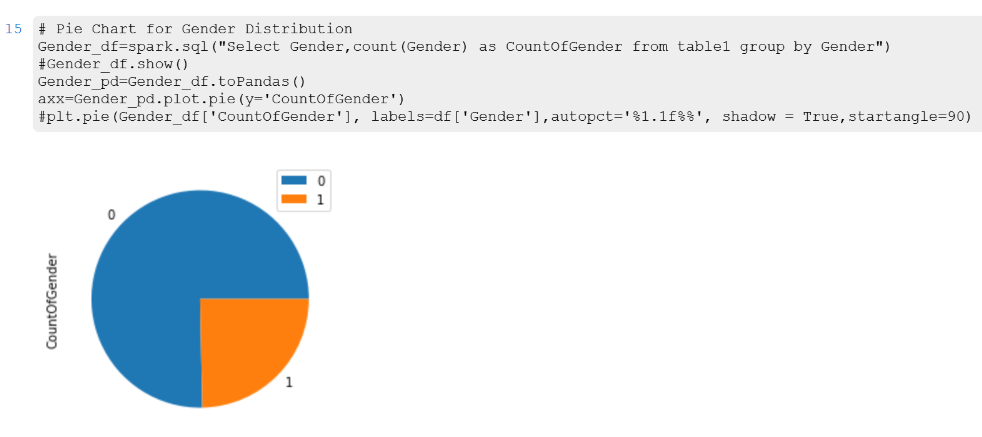 15 # Pie Chart for Gender Distribution
Gender_df=spark.sql("Select Gender,count(Gender) as CountOfGender from table1 group by Gender")
#Gender_df.show()
Gender_pd=Gender_df.toPandas()
axx=Gender_pd.plot.pie(y='CountOfGender')
#plt.pie(Gender_df['CountOfGender'], labels=df['Gender'],autopct='%1.1f%%', shadow = True,startangle=90)
0
1
0
CountOfGender
1